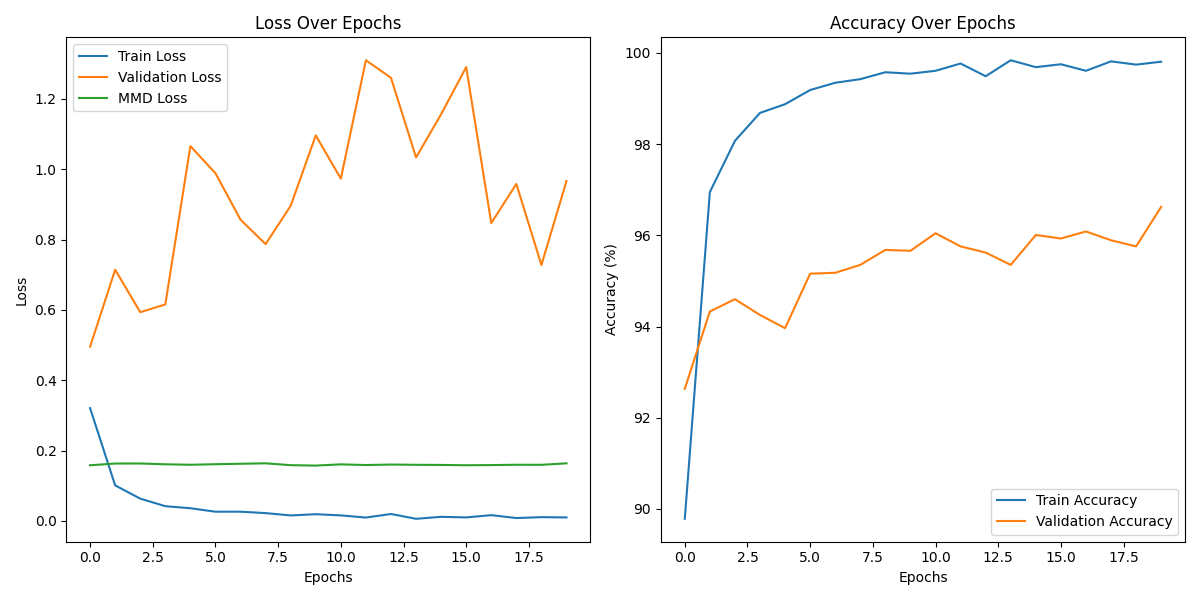 Loss Over Epochs
Train Loss
Validation Loss
MMD Loss
Loss
1.2
1.0
0.8
0.6
0.4
0.2
0.0
0.0 2.5 5.0 7.5 10.0 12.5 15.0 17.5
Epochs
Accuracy Over Epochs
Accuracy (%)
100
98
96
94
92
90
Train Accuracy
Validation Accuracy
0.0 2.5 5.0 7.5 10.0 12.5 15.0 17.5
Epochs